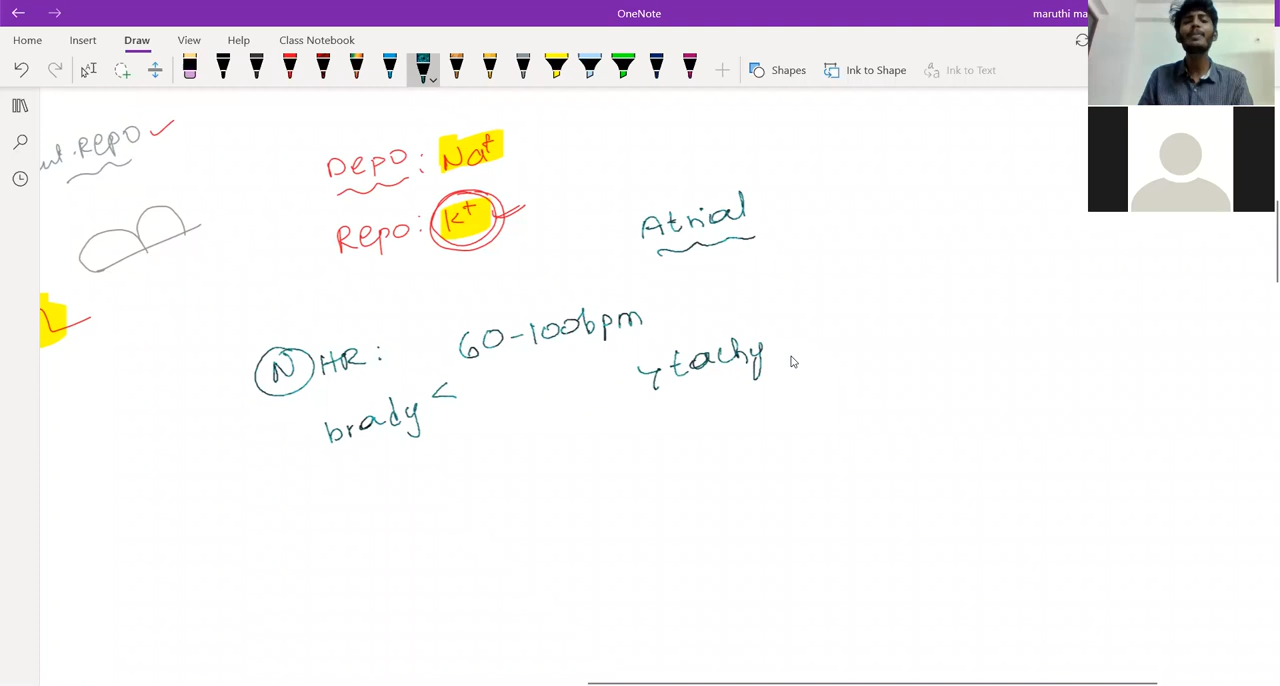 OneNote
maruthi ma
Home Insert Draw View Help Class Notebook
Shapes Ink to Shape Ink to Text
ut.Repo
Depo: Na+
Repo: K+
Atrial
N HR: 60-100bpm
brady < > tachy